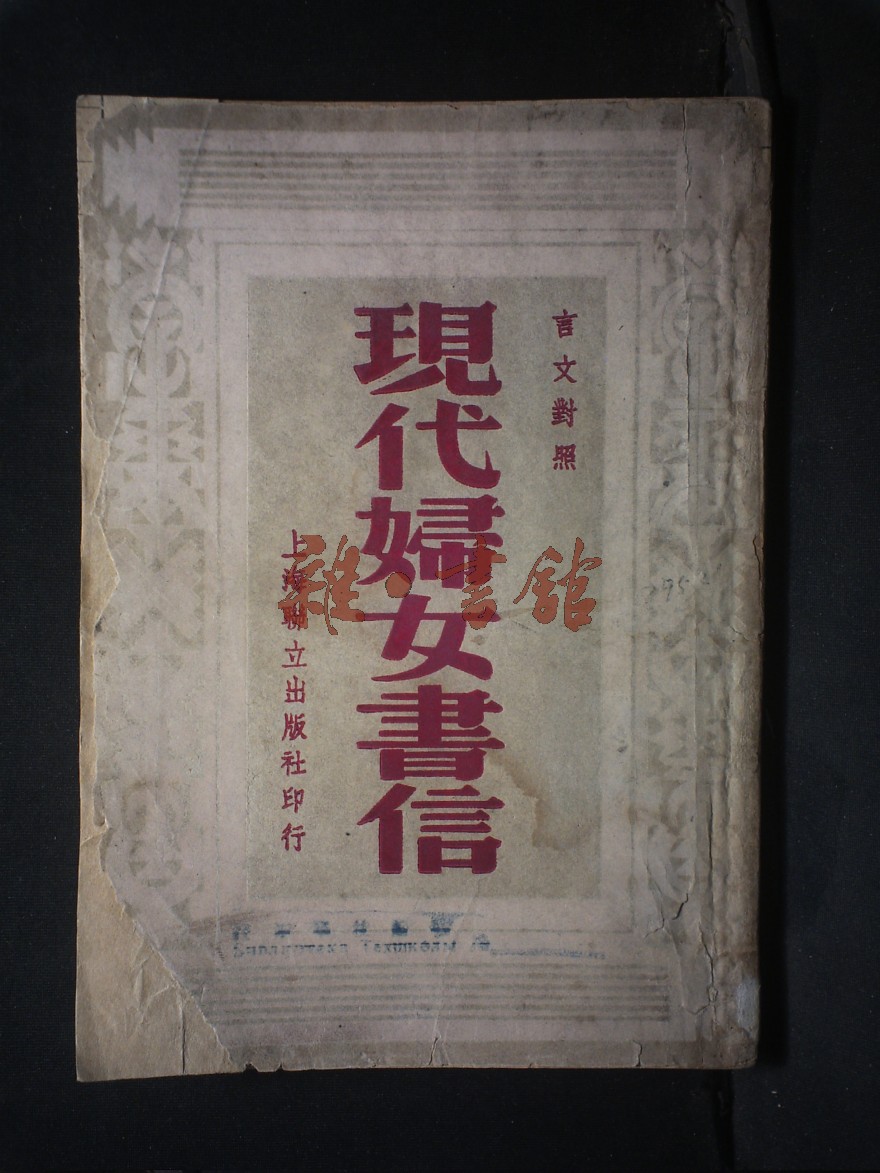 言文對照
現代婦女書信
上海聯立出版社印行
雜·書館
95